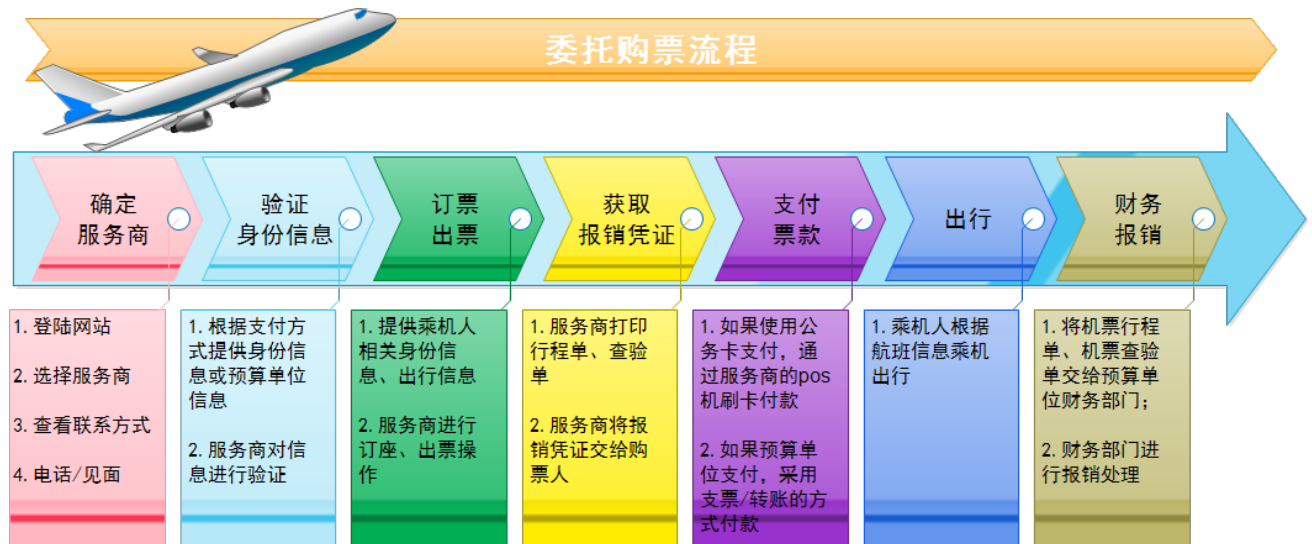 委托购票流程
确定
服务商
验证
身份信息
订票
出票
获取
报销凭证
支付
票款
出行
财务
报销
1. 登陆网站
2. 选择服务商
3. 查看联系方式
4. 电话/见面
1. 根据支付方
式提供身份信
息或预算单位
信息
2. 服务商对信
息进行验证
1. 提供乘机人
相关身份信
息、出行信息
2. 服务商进行
订座、出票操
作
1. 服务商打印
行程单、查验
单
2. 服务商将报
销凭证交给购
票人
1. 如果使用公
务卡支付，通
过服务商的pos
机刷卡付款
2. 如果预算单
位支付，采用
支票/转账的方
式付款
1. 乘机人根据
航班信息乘机
出行
1. 将机票行程
单、机票查验
单交给预算单
位财务部门；
2. 财务部门进
行报销处理